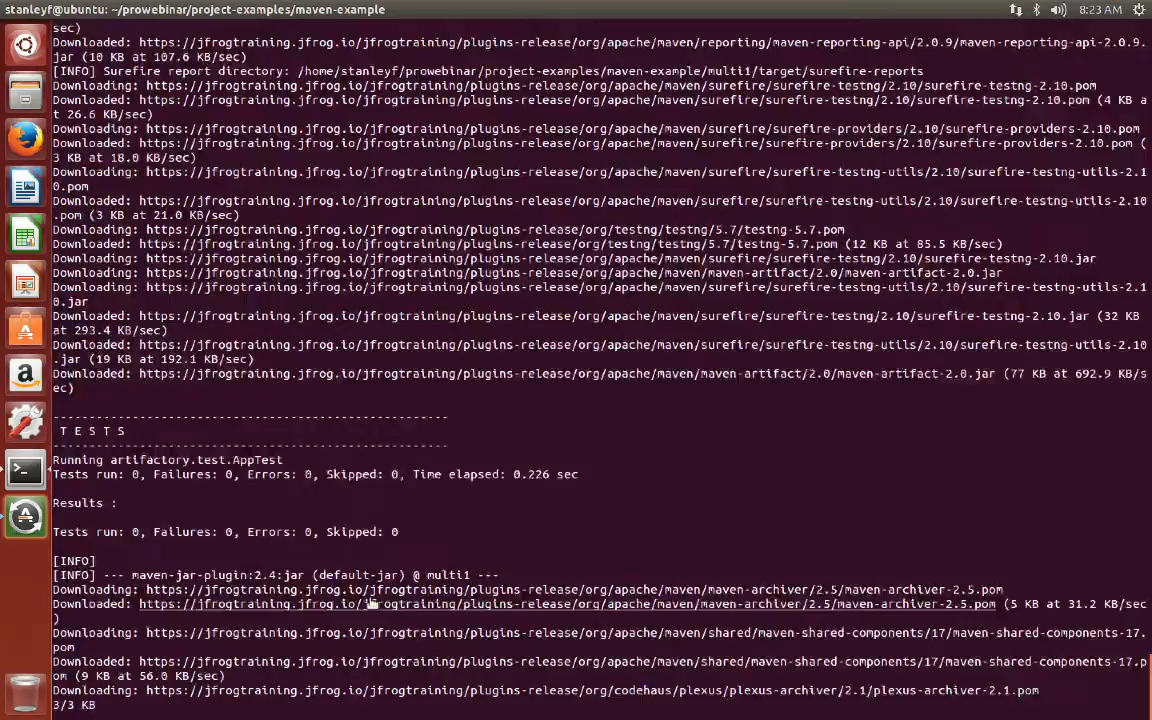 stanleyf@ubuntu: ~/prowebinar/project-examples/maven-example
8:23 AM
sec)
Downloaded: https://jfrogtraining.jfrog.io/jfrogtraining/plugins-release/org/apache/maven/reporting/maven-reporting-api/2.0.9/maven-reporting-api-2.0.9.
jar (10 KB at 107.6 KB/sec)
[INFO] Surefire report directory: /home/stanleyf/prowebinar/project-examples/maven-example/multi1/target/surefire-reports
Downloading: https://jfrogtraining.jfrog.io/jfrogtraining/plugins-release/org/apache/maven/surefire/surefire-testng/2.10/surefire-testng-2.10.pom
Downloaded: https://jfrogtraining.jfrog.io/jfrogtraining/plugins-release/org/apache/maven/surefire/surefire-testng/2.10/surefire-testng-2.10.pom (4 KB a
t 26.6 KB/sec)
Downloading: https://jfrogtraining.jfrog.io/jfrogtraining/plugins-release/org/apache/maven/surefire/surefire-providers/2.10/surefire-providers-2.10.pom
Downloaded: https://jfrogtraining.jfrog.io/jfrogtraining/plugins-release/org/apache/maven/surefire/surefire-providers/2.10/surefire-providers-2.10.pom (
3 KB at 18.0 KB/sec)
Downloading: https://jfrogtraining.jfrog.io/jfrogtraining/plugins-release/org/apache/maven/surefire/surefire-testng-utils/2.10/surefire-testng-utils-2.1
0.pom
Downloaded: https://jfrogtraining.jfrog.io/jfrogtraining/plugins-release/org/apache/maven/surefire/surefire-testng-utils/2.10/surefire-testng-utils-2.10
.pom (3 KB at 21.0 KB/sec)
Downloading: https://jfrogtraining.jfrog.io/jfrogtraining/plugins-release/org/testng/testng/5.7/testng-5.7.pom
Downloaded: https://jfrogtraining.jfrog.io/jfrogtraining/plugins-release/org/testng/testng/5.7/testng-5.7.pom (12 KB at 85.5 KB/sec)
Downloading: https://jfrogtraining.jfrog.io/jfrogtraining/plugins-release/org/apache/maven/surefire/surefire-testng/2.10/surefire-testng-2.10.jar
Downloading: https://jfrogtraining.jfrog.io/jfrogtraining/plugins-release/org/apache/maven/maven-artifact/2.0/maven-artifact-2.0.jar
Downloading: https://jfrogtraining.jfrog.io/jfrogtraining/plugins-release/org/apache/maven/surefire/surefire-testng-utils/2.10/surefire-testng-utils-2.1
0.jar
Downloaded: https://jfrogtraining.jfrog.io/jfrogtraining/plugins-release/org/apache/maven/surefire/surefire-testng/2.10/surefire-testng-2.10.jar (32 KB
at 293.4 KB/sec)
Downloaded: https://jfrogtraining.jfrog.io/jfrogtraining/plugins-release/org/apache/maven/surefire/surefire-testng-utils/2.10/surefire-testng-utils-2.10
.jar (19 KB at 192.1 KB/sec)
Downloaded: https://jfrogtraining.jfrog.io/jfrogtraining/plugins-release/org/apache/maven/maven-artifact/2.0/maven-artifact-2.0.jar (77 KB at 692.9 KB/s
ec)
-------------------------------------------------------
T E S T S
-------------------------------------------------------
Running artifactory.test.AppTest
Tests run: 0, Failures: 0, Errors: 0, Skipped: 0, Time elapsed: 0.226 sec
Results :
Tests run: 0, Failures: 0, Errors: 0, Skipped: 0
[INFO]
[INFO] --- maven-jar-plugin:2.4:jar (default-jar) @ multi1 ---
Downloading: https://jfrogtraining.jfrog.io/jfrogtraining/plugins-release/org/apache/maven/maven-archiver/2.5/maven-archiver-2.5.pom
Downloaded: https://jfrogtraining.jfrog.io/jfrogtraining/plugins-release/org/apache/maven/maven-archiver/2.5/maven-archiver-2.5.pom (5 KB at 31.2 KB/sec
)
Downloading: https://jfrogtraining.jfrog.io/jfrogtraining/plugins-release/org/apache/maven/shared/maven-shared-components/17/maven-shared-components-17.
pom
Downloaded: https://jfrogtraining.jfrog.io/jfrogtraining/plugins-release/org/apache/maven/shared/maven-shared-components/17/maven-shared-components-17.p
om (9 KB at 56.0 KB/sec)
Downloading: https://jfrogtraining.jfrog.io/jfrogtraining/plugins-release/org/codehaus/plexus/plexus-archiver/2.1/plexus-archiver-2.1.pom
3/3 KB